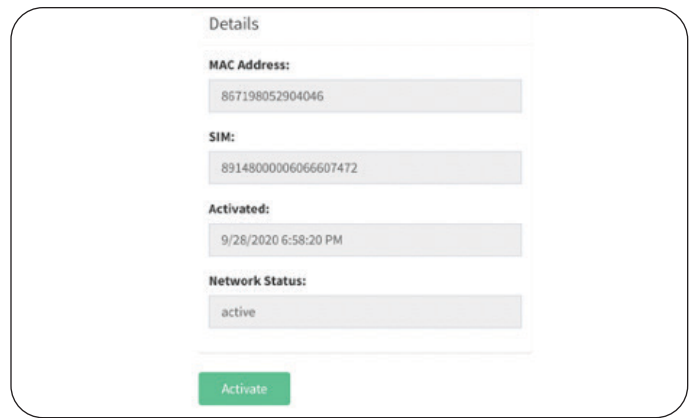 Details
MAC Address:
867198052904046
SIM:
89148000006066607472
Activated:
9/28/2020 6:58:20 PM
Network Status:
active
Activate